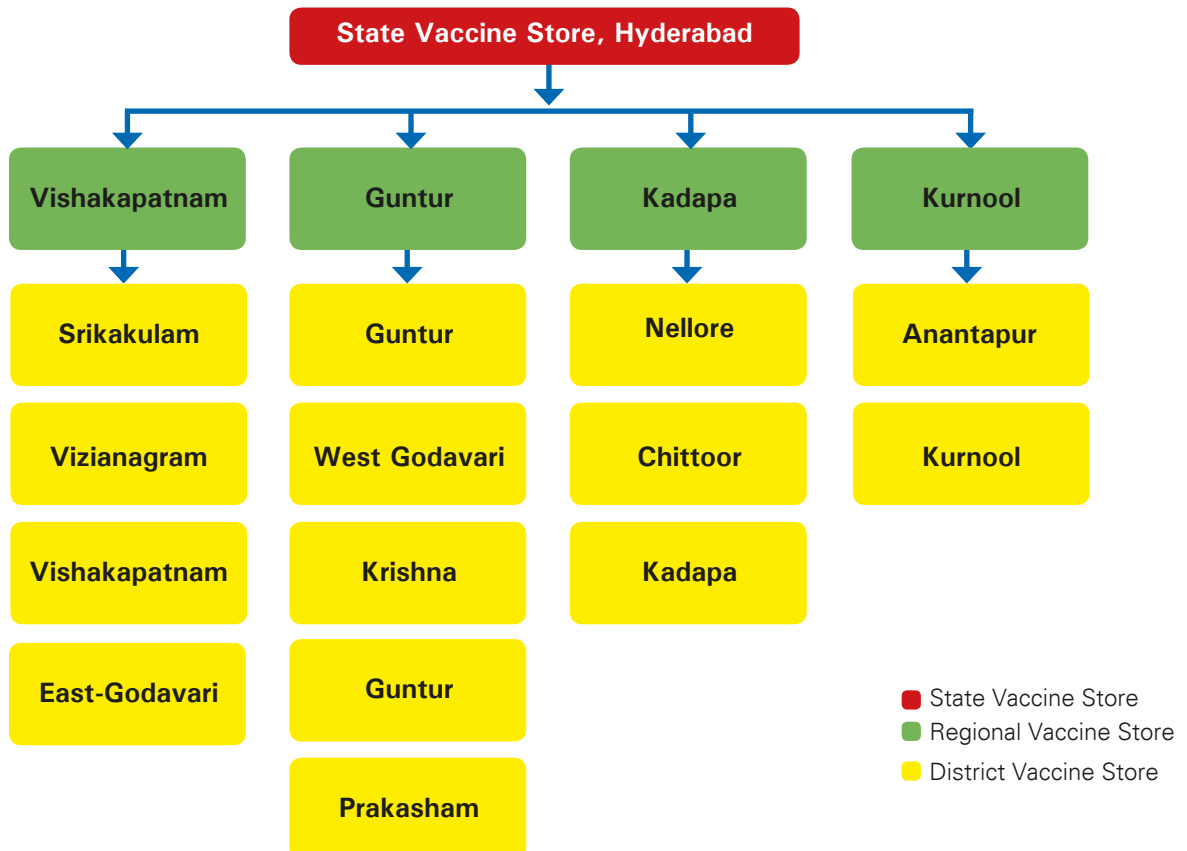 State Vaccine Store, Hyderabad
Vishakapatnam
Guntur
Kadapa
Kurnool
Srikakulam
Guntur
Nellore
Anantapur
Vizianagram
West Godavari
Chittoor
Kurnool
Vishakapatnam
Krishna
Kadapa
East-Godavari
Guntur
Prakasham
State Vaccine Store
Regional Vaccine Store
District Vaccine Store